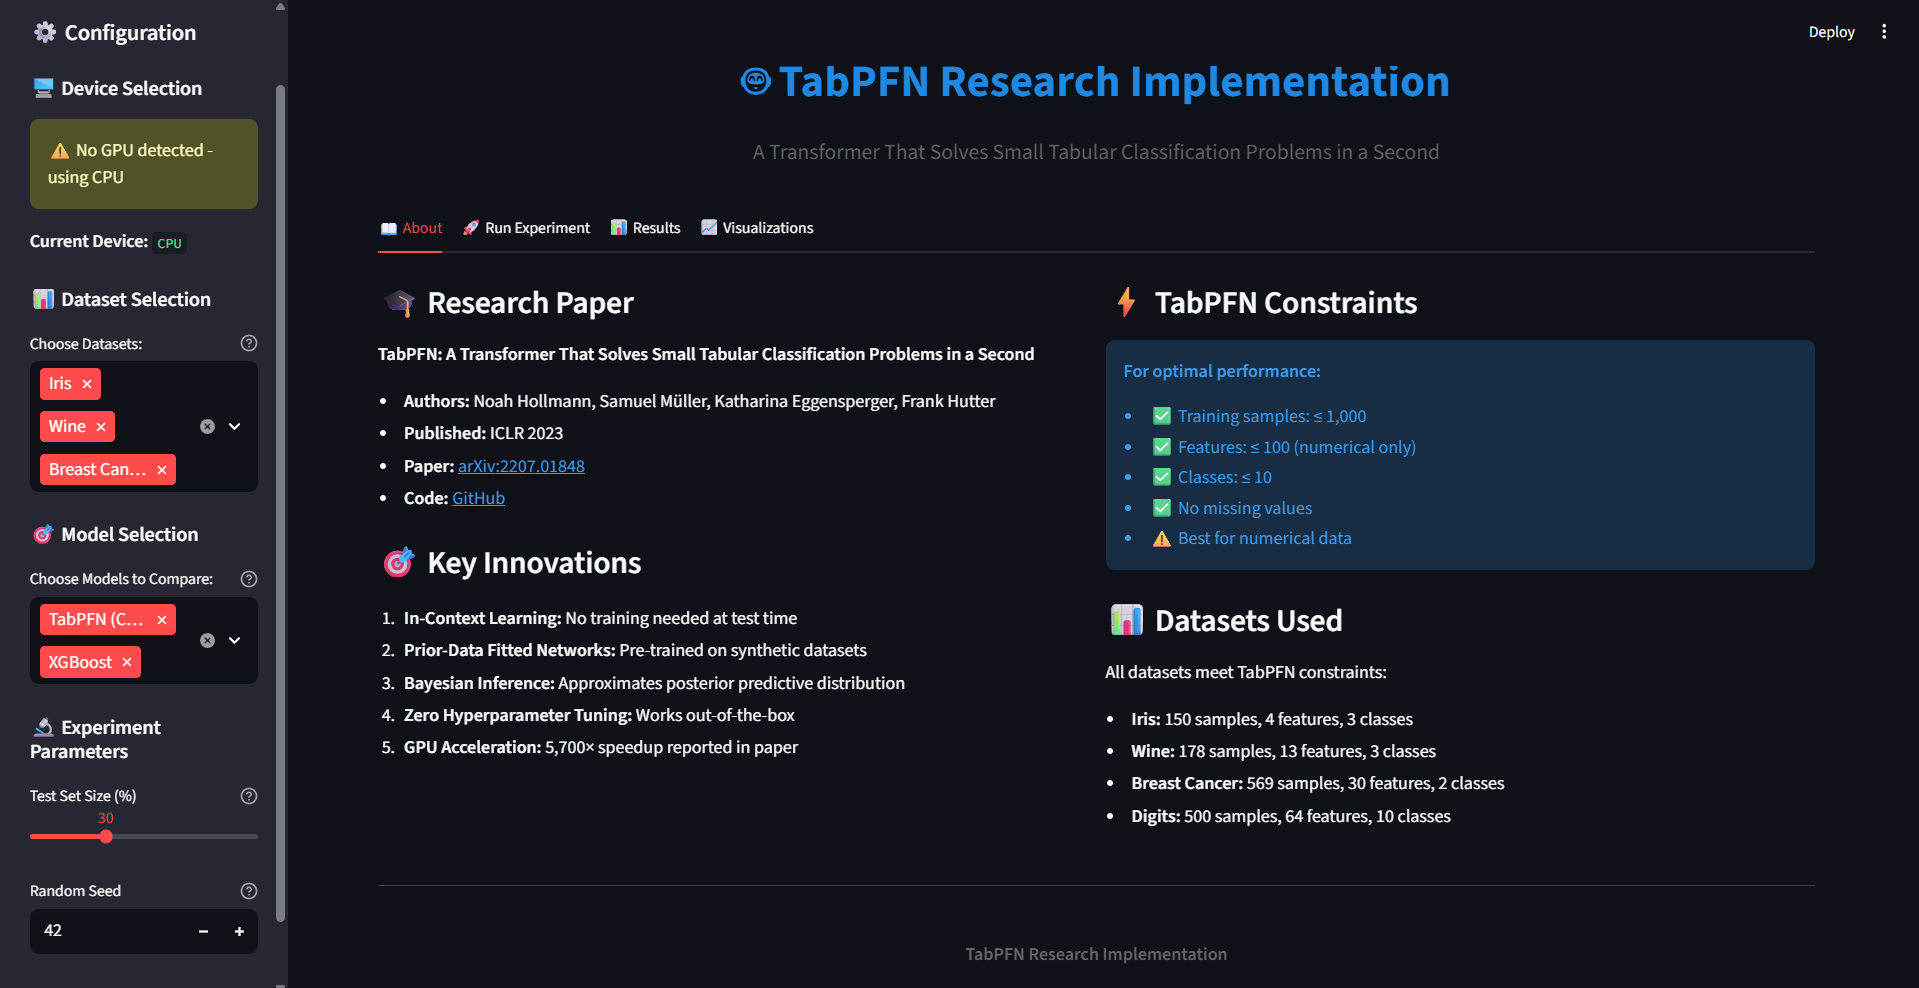 Configuration
Device Selection
No GPU detected -
using CPU
Current Device: CPU
Dataset Selection
Choose Datasets:
Iris
Wine
Breast Can...
Model Selection
Choose Models to Compare:
TabPFN (C...
XGBoost
Experiment
Parameters
Test Set Size (%)
30
Random Seed
42
Deploy
TabPFN Research Implementation
A Transformer That Solves Small Tabular Classification Problems in a Second
About
Run Experiment
Results
Visualizations
Research Paper
TabPFN: A Transformer That Solves Small Tabular Classification Problems in a Second
• Authors: Noah Hollmann, Samuel Müller, Katharina Eggensperger, Frank Hutter
• Published: ICLR 2023
• Paper: arXiv:2207.01848
• Code: GitHub
Key Innovations
1. In-Context Learning: No training needed at test time
2. Prior-Data Fitted Networks: Pre-trained on synthetic datasets
3. Bayesian Inference: Approximates posterior predictive distribution
4. Zero Hyperparameter Tuning: Works out-of-the-box
5. GPU Acceleration: 5,700× speedup reported in paper
TabPFN Constraints
For optimal performance:
• Training samples: ≤ 1,000
• Features: ≤ 100 (numerical only)
• Classes: ≤ 10
• No missing values
• Best for numerical data
Datasets Used
All datasets meet TabPFN constraints:
• Iris: 150 samples, 4 features, 3 classes
• Wine: 178 samples, 13 features, 3 classes
• Breast Cancer: 569 samples, 30 features, 2 classes
• Digits: 500 samples, 64 features, 10 classes
TabPFN Research Implementation